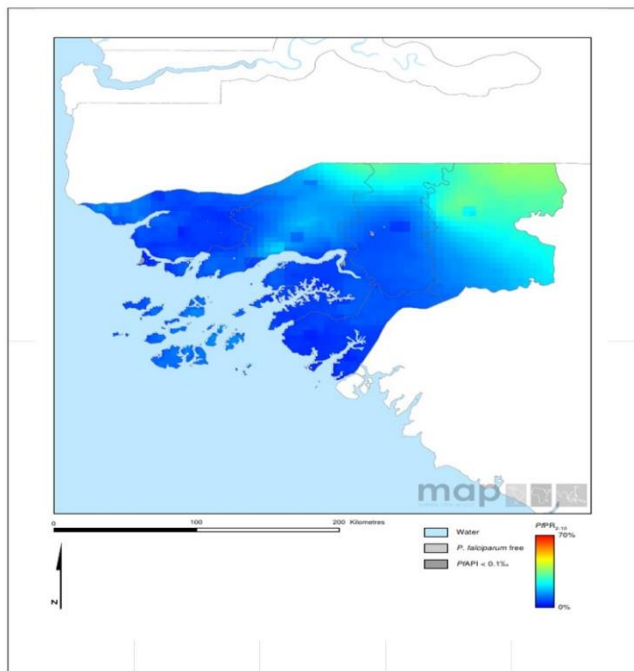 map
0 100 200 Kilometres
Water
P. falciparum free
PfAPI < 0.1‰
PfPR₂₋₁₀
70%
0%
N